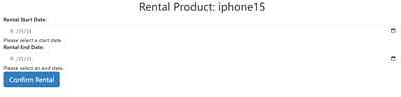 Rental Product: iphone15
Rental Start Date:
Please select a start date.
Rental End Date:
Please select an end date.
Confirm Rental